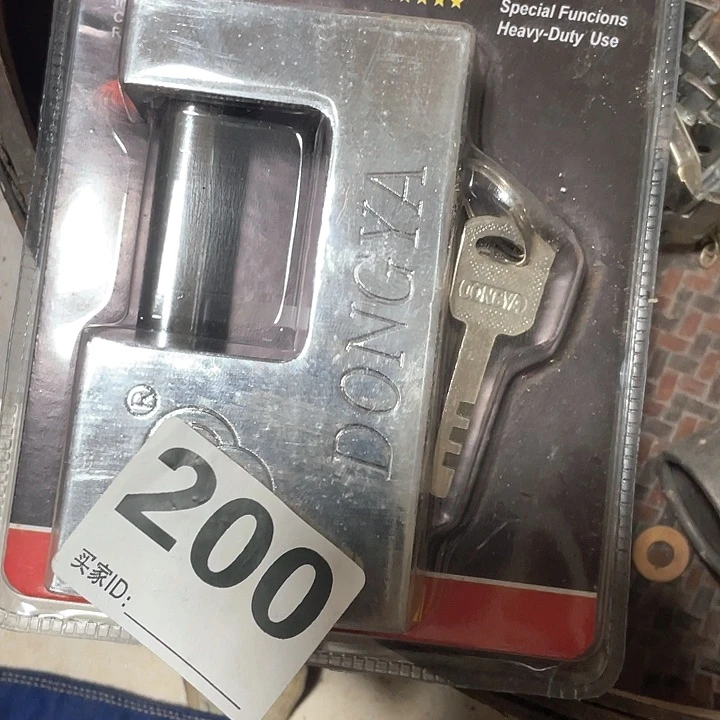 ★★★★
Special Funcions
Heavy-Duty Use
DONGYA
DONGYA
®
200
买家ID: